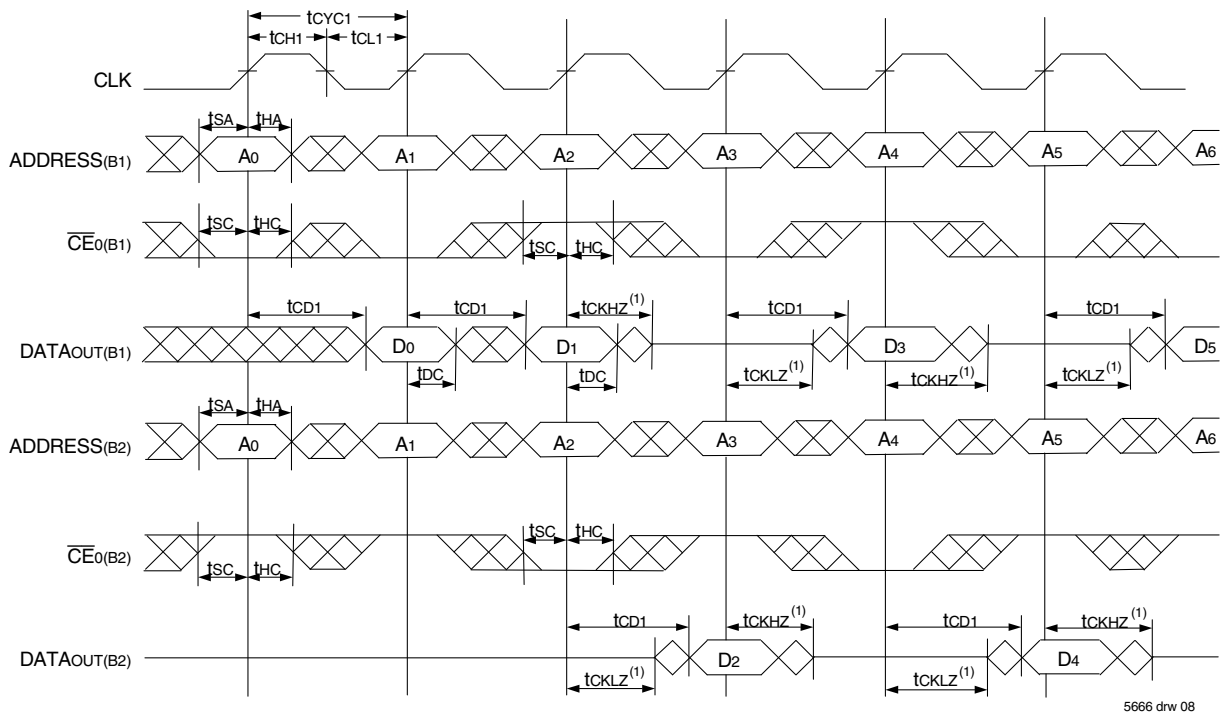 tCYC1
tCH1 tCL1
CLK
tSA tHA
ADDRESS(B1) A0 A1 A2 A3 A4 A5 A6
tSC tHC
CE0(B1)
tSC tHC
tCD1 tCD1 tCKHZ(1) tCD1 tCD1
DATAOUT(B1) D0 D1 D3 D5
tDC tDC tCKLZ(1) tCKHZ(1) tCKLZ(1)
tSA tHA
ADDRESS(B2) A0 A1 A2 A3 A4 A5 A6
tSC tHC
CE0(B2)
tSC tHC
tCD1 tCKHZ(1) tCD1 tCKHZ(1)
DATAOUT(B2) D2 D4
tCKLZ(1) tCKLZ(1)
5666 drw 08